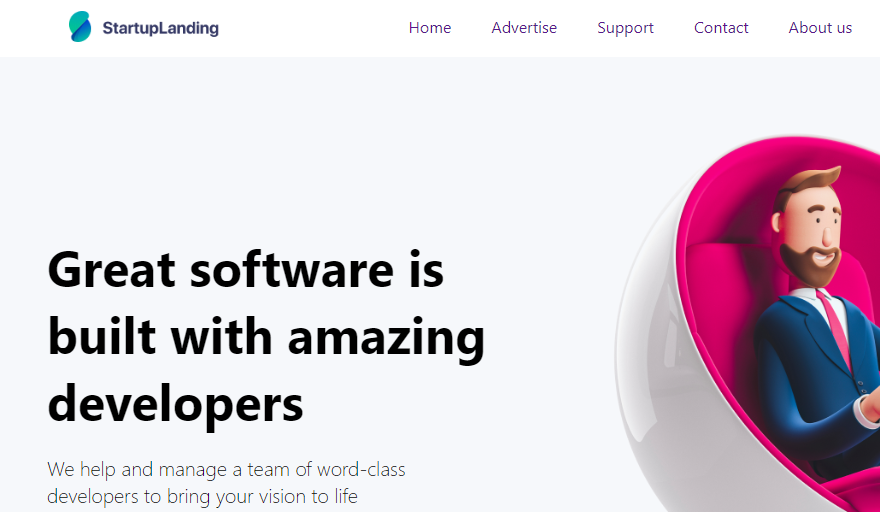 StartupLanding
Home Advertise Support Contact About us
Great software is
built with amazing
developers
We help and manage a team of word-class
developers to bring your vision to life